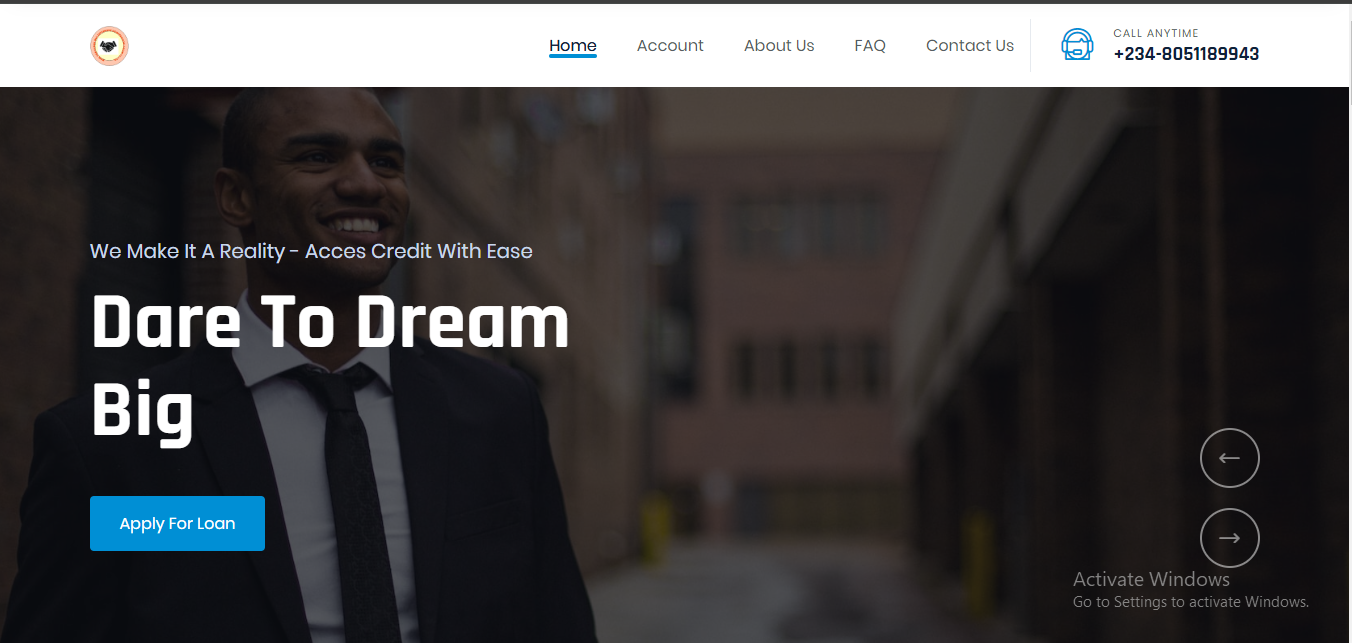 Home Account About Us FAQ Contact Us
CALL ANYTIME
+234-8051189943
We Make It A Reality - Acces Credit With Ease
Dare To Dream
Big
Apply For Loan
Activate Windows
Go to Settings to activate Windows.